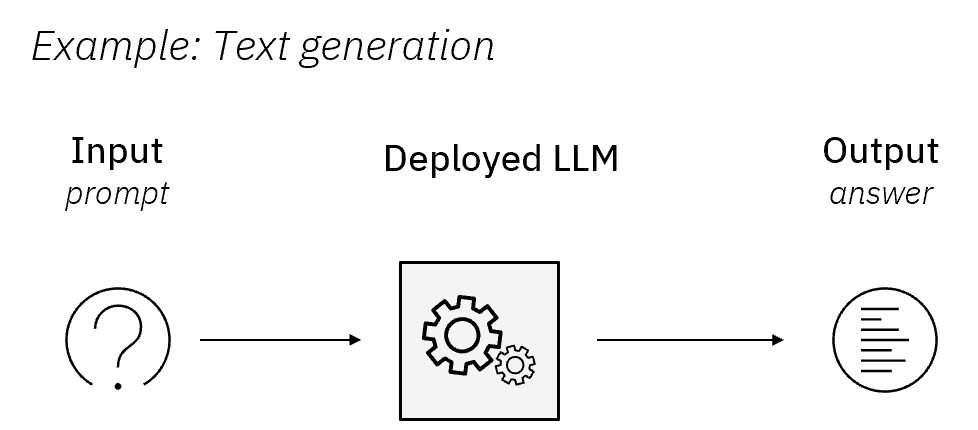 Example: Text generation
Input
prompt
Deployed LLM
Output
answer